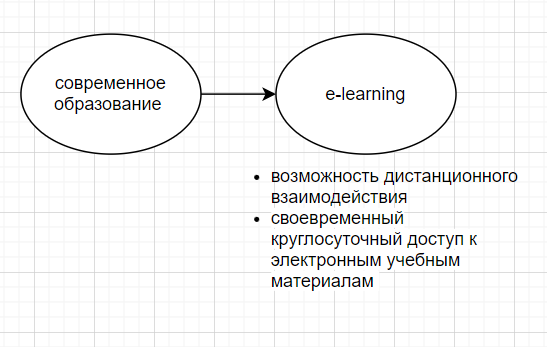 современное
образование
e-learning
• возможность дистанционного
взаимодействия
• своевременный
круглосуточный доступ к
электронным учебным
материалам